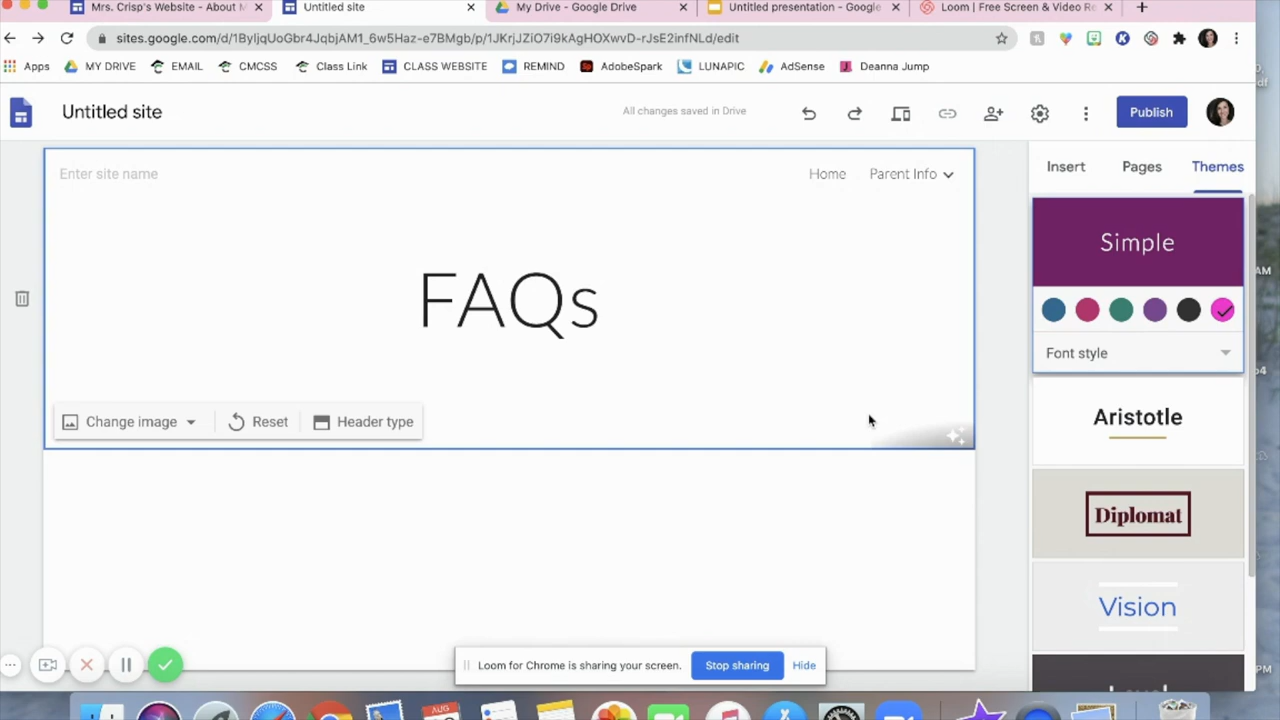 Mrs. Crisp's Website - About M
Untitled site
My Drive - Google Drive
Untitled presentation - Google
Loom | Free Screen & Video Re
sites.google.com/d/1ByljqUoGbr4JqbjAM1_6w5Haz-e7BMgb/p/1JKrjJZiO7i9kAgHOXwvD-rJsE2infNLd/edit
Apps
MY DRIVE
EMAIL
CMCSS
Class Link
CLASS WEBSITE
REMIND
AdobeSpark
LUNAPIC
AdSense
Deanna Jump
Untitled site
All changes saved in Drive
Publish
Enter site name
Home
Parent Info
Insert
Pages
Themes
Simple
FAQs
Font style
Change image
Reset
Header type
Aristotle
Diplomat
Vision
Loom for Chrome is sharing your screen.
Stop sharing
Hide
AUG